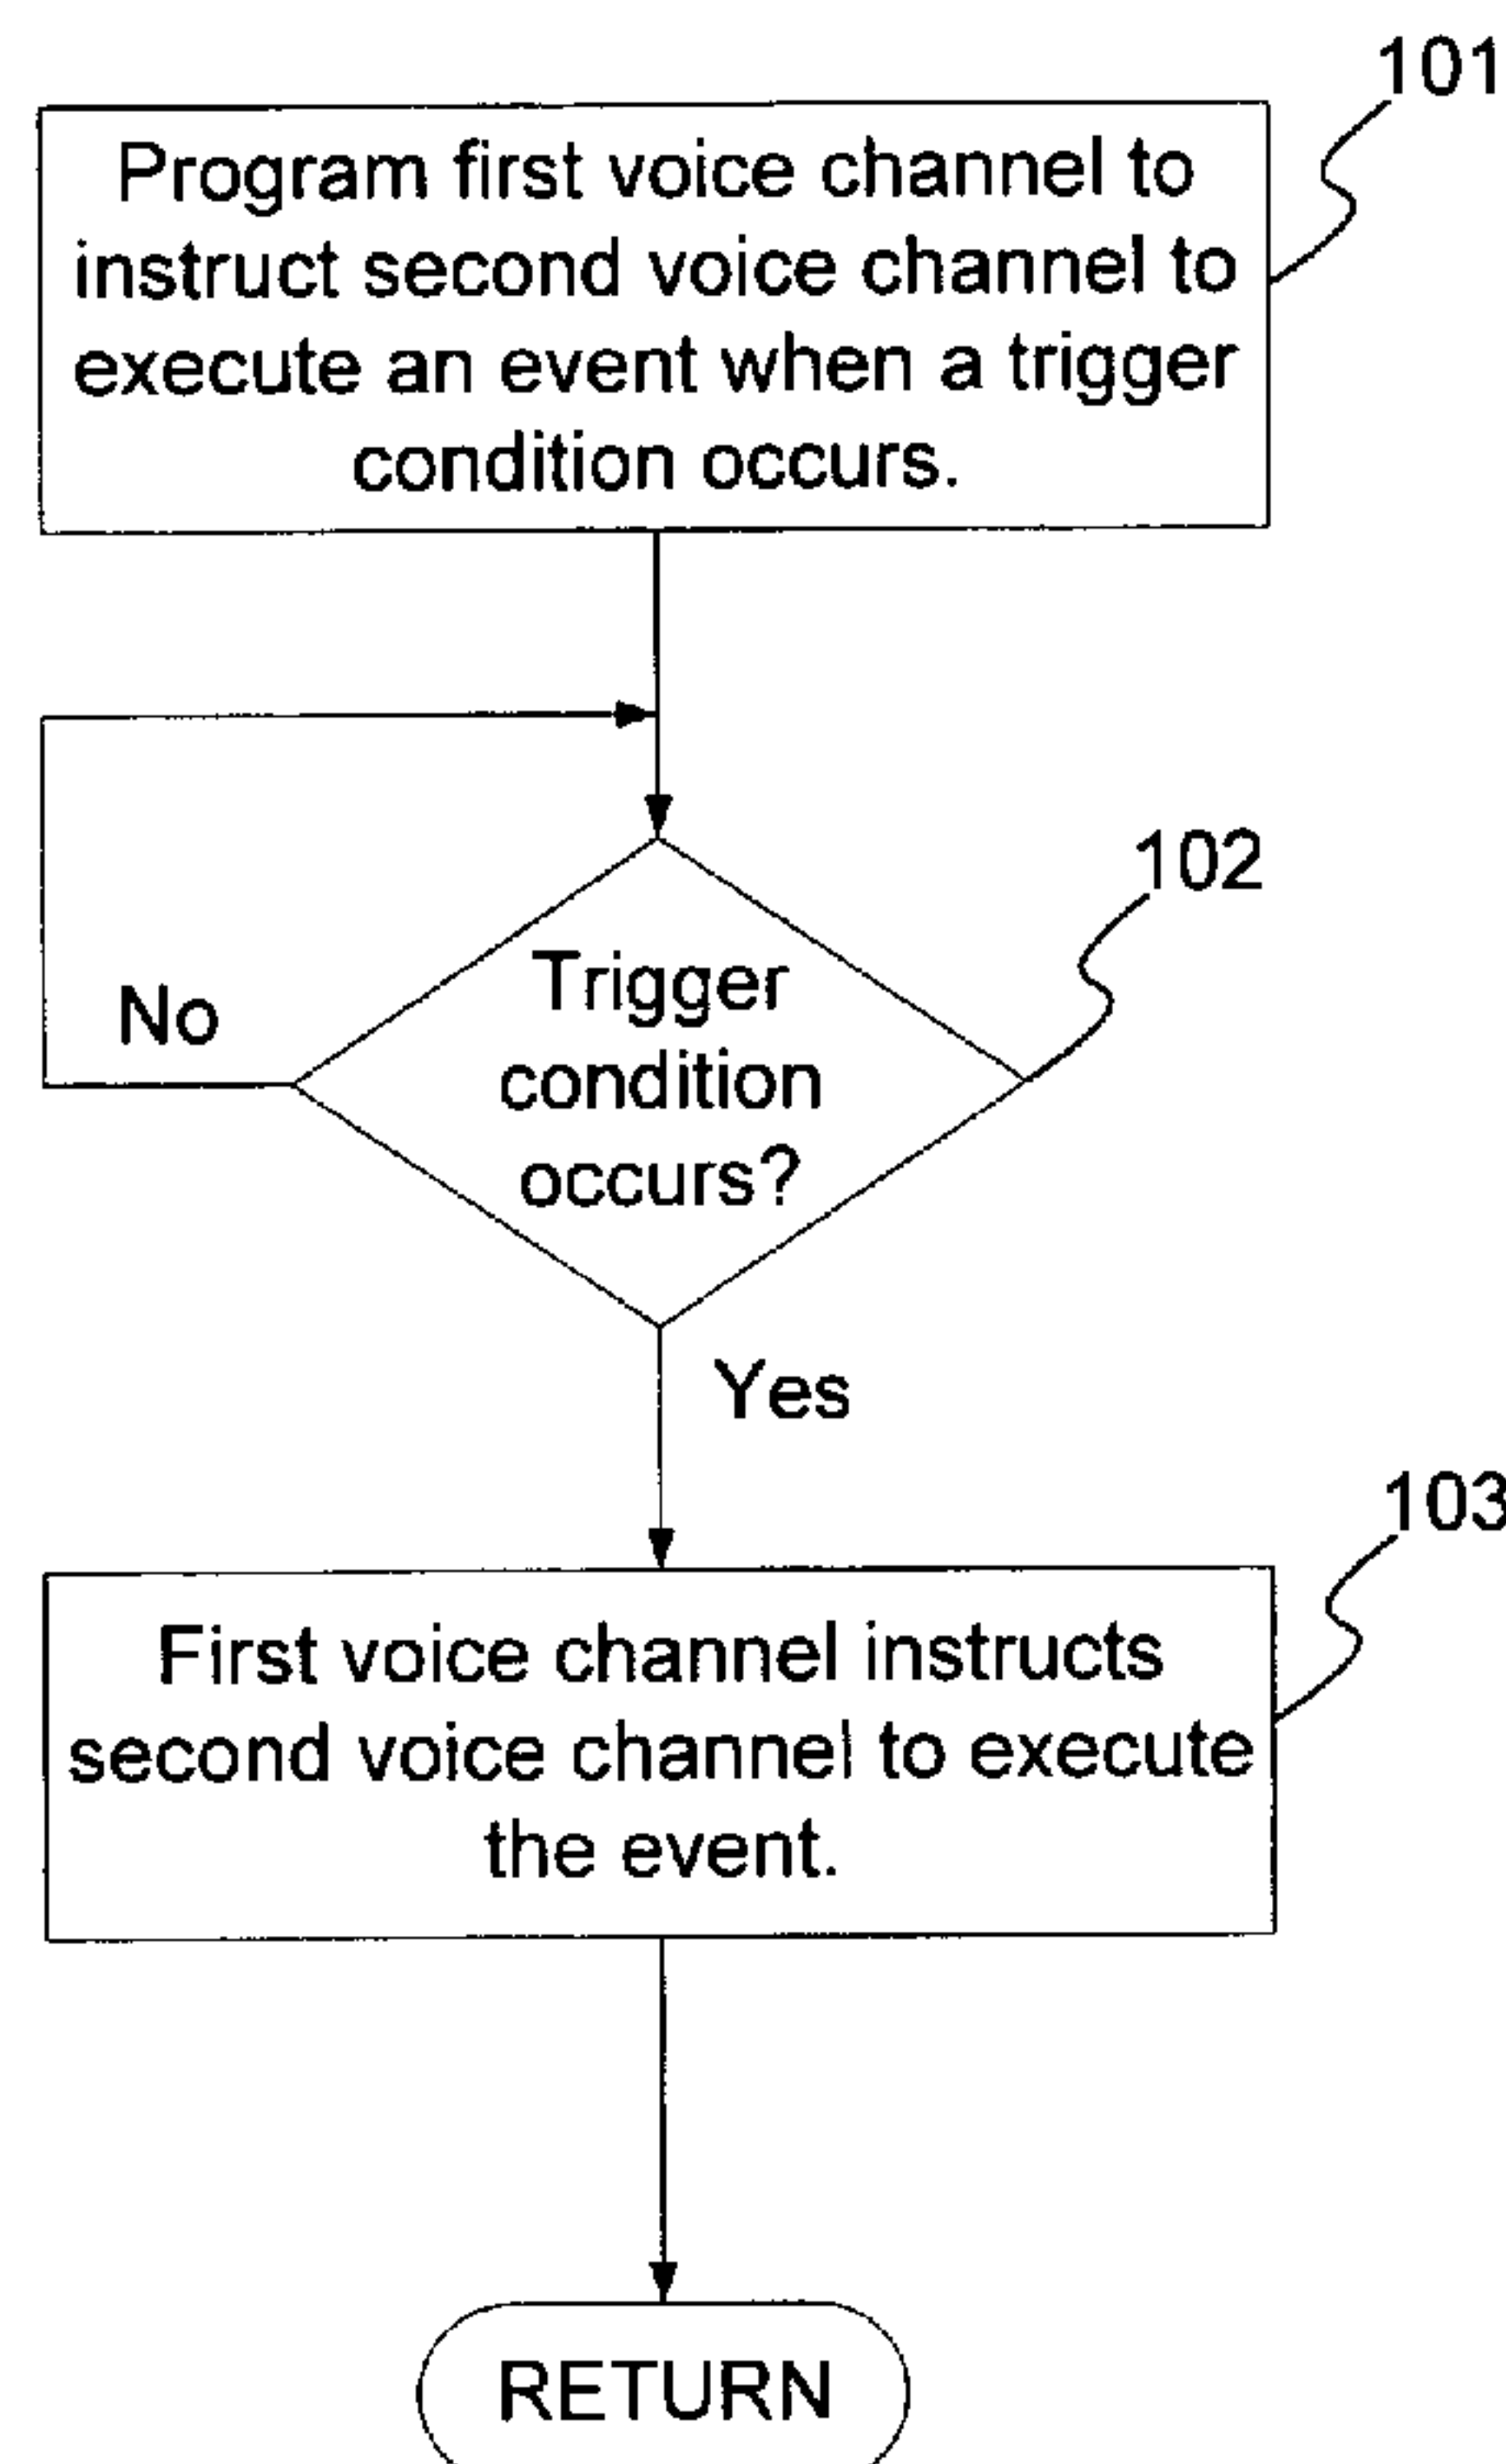 101
Program first voice channel to
instruct second voice channel to
execute an event when a trigger
condition occurs.
102
Trigger
condition
occurs?
No
Yes
103
First voice channel instructs
second voice channel to execute
the event.
RETURN